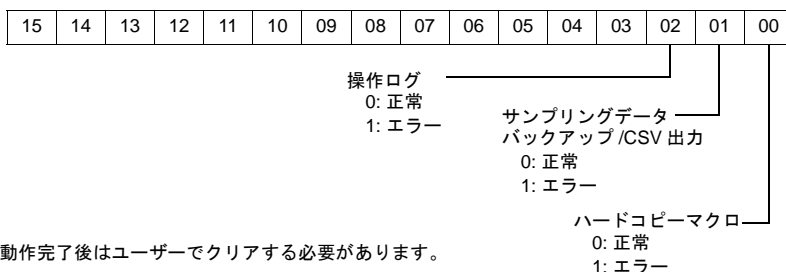 15 14 13 12 11 10 09 08 07 06 05 04 03 02 01 00
操作ログ
0: 正常
1: エラー
サンプリングデータ
バックアップ /CSV 出力
0: 正常
1: エラー
ハードコピーマクロ
0: 正常
1: エラー
動作完了後はユーザーでクリアする必要があります。